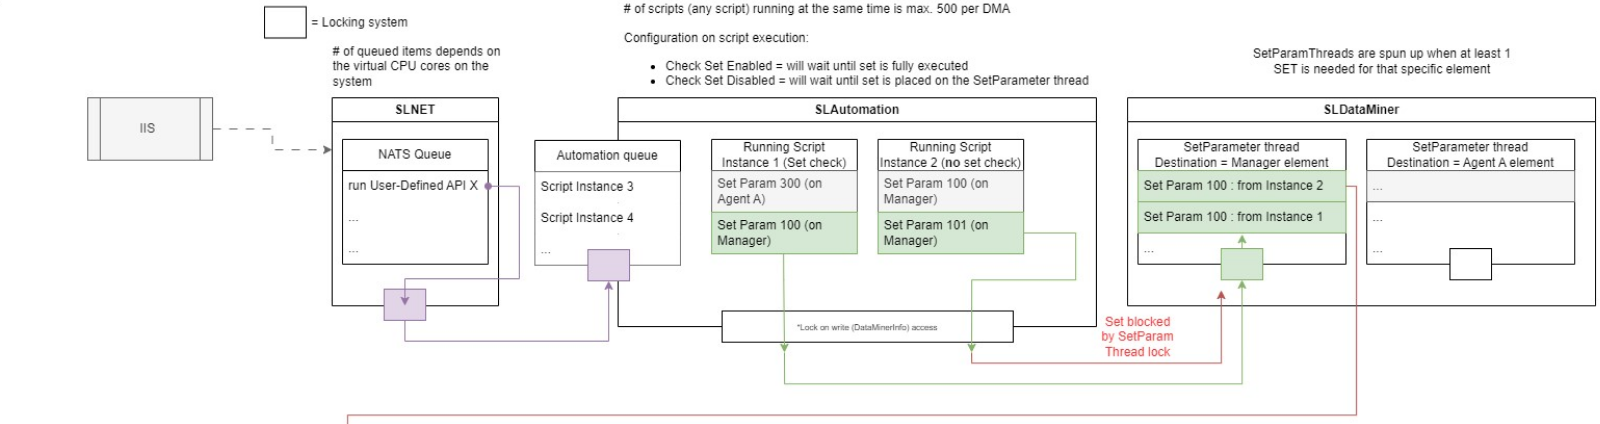 # of scripts (any script) running at the same time is max. 500 per DMA
= Locking system
Configuration on script execution:
# of queued items depends on
the virtual CPU cores on the
system
Check Set Enabled = will wait until set is fully executed
Check Set Disabled = will wait until set is placed on the SetParameter thread
SetParamThreads are spun up when at least 1
SET is needed for that specific element
IIS
SLNET
NATS Queue
run User-Defined API X
...
...
SLAutomation
Automation queue
Script Instance 3
Script Instance 4
...
Running Script
Instance 1 (Set check)
Set Param 300 (on
Agent A)
Set Param 100 (on
Manager)
Running Script
Instance 2 (no set check)
Set Param 100 (on
Manager)
Set Param 101 (on
Manager)
*Lock on write (DataMinerInfo) access
SLDataMiner
SetParameter thread
Destination = Manager element
Set Param 100 : from Instance 2
Set Param 100 : from Instance 1
...
SetParameter thread
Destination = Agent A element
...
...
...
Set blocked
by SetParam
Thread lock